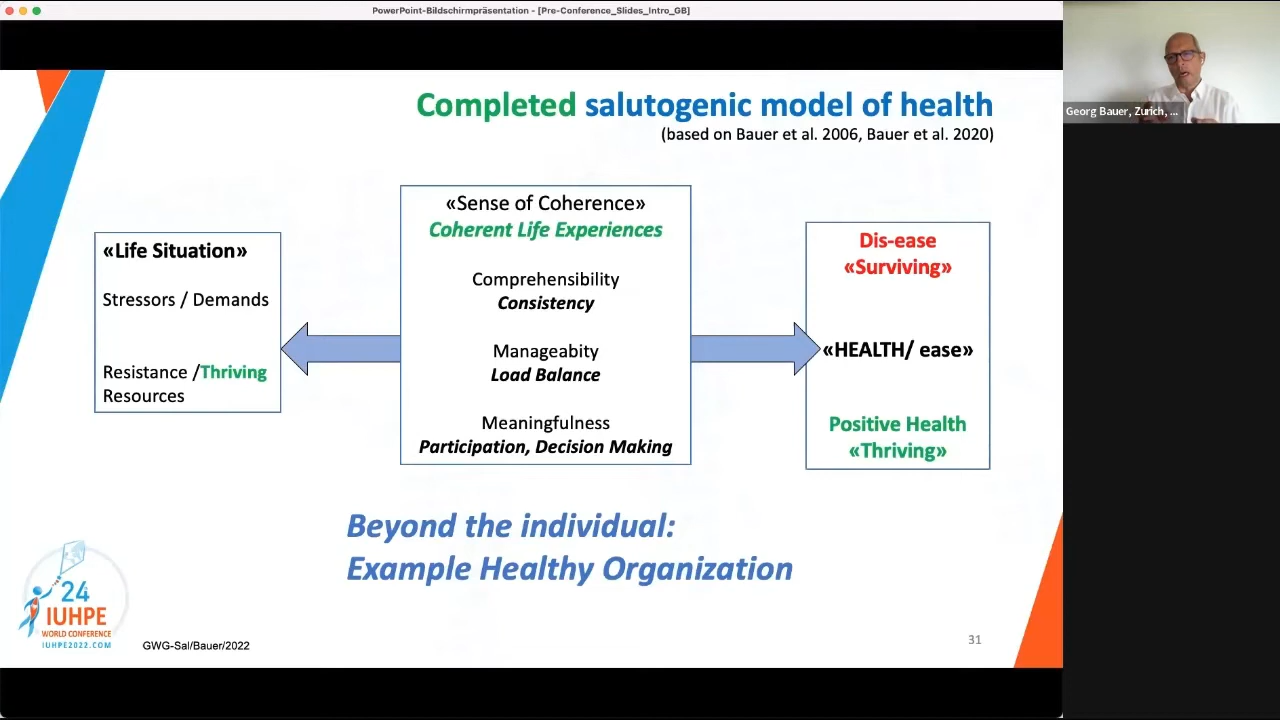 PowerPoint-Bildschirmpräsentation - [Pre-Conference_Slides_Intro_GB]
Completed salutogenic model of health
(based on Bauer et al. 2006, Bauer et al. 2020)
«Life Situation»
Stressors / Demands
Resistance /Thriving
Resources
«Sense of Coherence»
Coherent Life Experiences
Comprehensibility
Consistency
Manageabity
Load Balance
Meaningfulness
Participation, Decision Making
Dis-ease
«Surviving»
«HEALTH/ ease»
Positive Health
«Thriving»
Beyond the individual:
Example Healthy Organization
24
IUHPE
WORLD CONFERENCE
IUHPE2022.COM
GWG-Sal/Bauer/2022
31
Georg Bauer, Zurich, ...